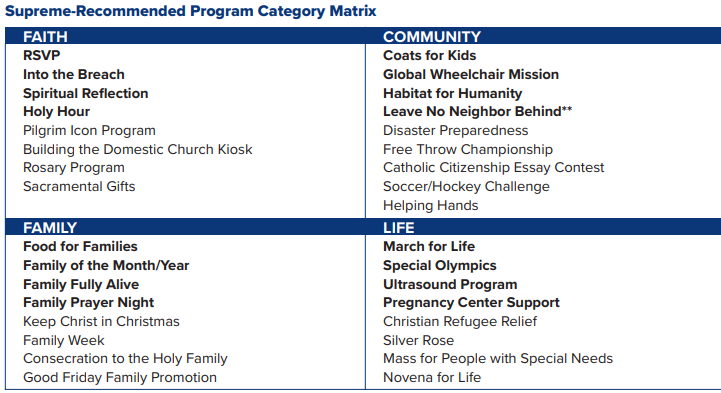 Supreme-Recommended Program Category Matrix
FAITH
RSVP
Into the Breach
Spiritual Reflection
Holy Hour
Pilgrim Icon Program
Building the Domestic Church Kiosk
Rosary Program
Sacramental Gifts
COMMUNITY
Coats for Kids
Global Wheelchair Mission
Habitat for Humanity
Leave No Neighbor Behind**
Disaster Preparedness
Free Throw Championship
Catholic Citizenship Essay Contest
Soccer/Hockey Challenge
Helping Hands
FAMILY
Food for Families
Family of the Month/Year
Family Fully Alive
Family Prayer Night
Keep Christ in Christmas
Family Week
Consecration to the Holy Family
Good Friday Family Promotion
LIFE
March for Life
Special Olympics
Ultrasound Program
Pregnancy Center Support
Christian Refugee Relief
Silver Rose
Mass for People with Special Needs
Novena for Life